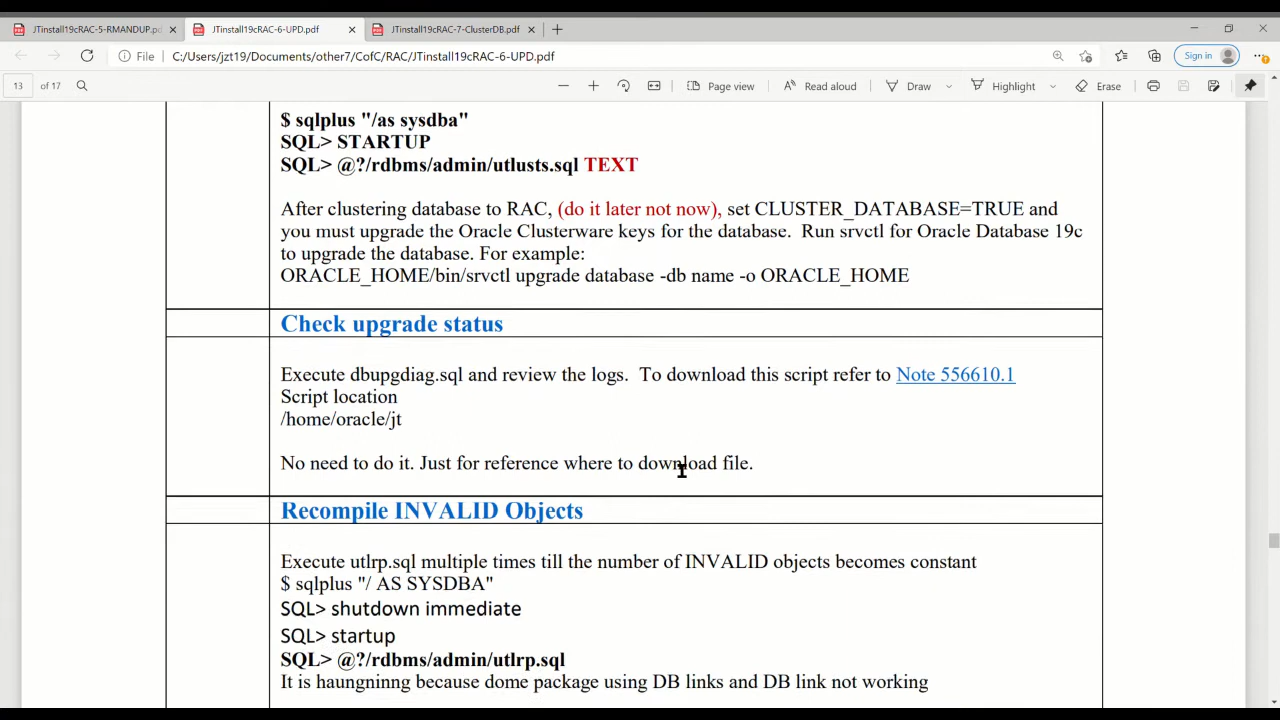 JTinstall19cRAC-5-RMANDUP.pd
JTinstall19cRAC-6-UPD.pdf
JTinstall19cRAC-7-ClusterDB.pdf
File
C:/Users/jzt19/Documents/other7/CofC/RAC/JTinstall19cRAC-6-UPD.pdf
Sign in
13 of 17
Page view
Read aloud
Draw
Highlight
Erase
$ sqlplus "/as sysdba"
SQL> STARTUP
SQL> @?/rdbms/admin/utlusts.sql TEXT
After clustering database to RAC, (do it later not now), set CLUSTER_DATABASE=TRUE and
you must upgrade the Oracle Clusterware keys for the database. Run srvctl for Oracle Database 19c
to upgrade the database. For example:
ORACLE_HOME/bin/srvctl upgrade database -db name -o ORACLE_HOME
Check upgrade status
Execute dbupgdiag.sql and review the logs. To download this script refer to Note 556610.1
Script location
/home/oracle/jt
No need to do it. Just for reference where to download file.
Recompile INVALID Objects
Execute utlrp.sql multiple times till the number of INVALID objects becomes constant
$ sqlplus "/ AS SYSDBA"
SQL> shutdown immediate
SQL> startup
SQL> @?/rdbms/admin/utlrp.sql
It is haungninng because dome package using DB links and DB link not working